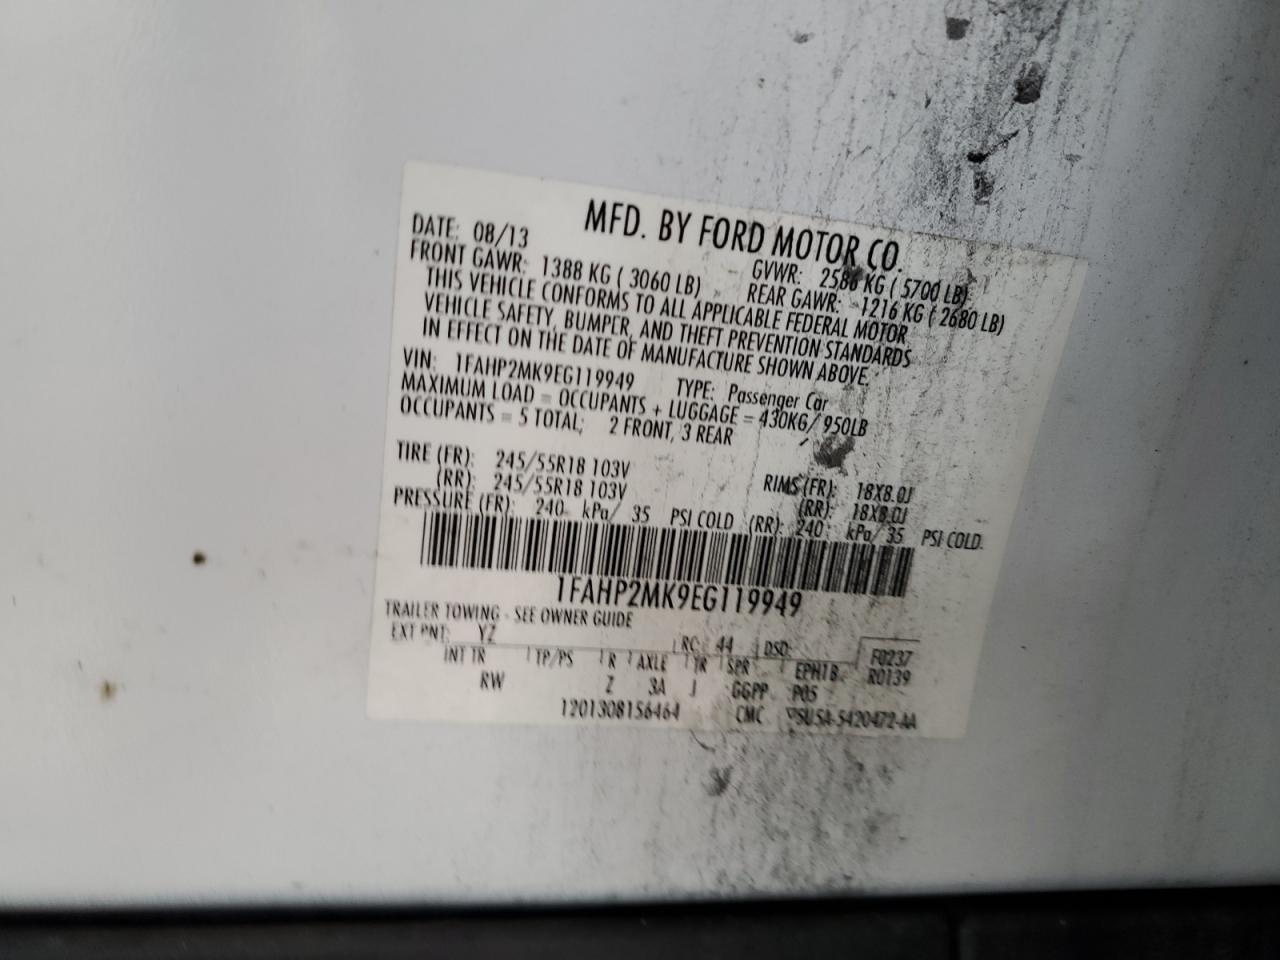 MFD. BY FORD MOTOR CO.
DATE: 08/13 GVWR: 2586 KG ( 5700 LB)
FRONT GAWR: 1388 KG ( 3060 LB) REAR GAWR: 1216 KG ( 2680 LB)
THIS VEHICLE CONFORMS TO ALL APPLICABLE FEDERAL MOTOR
VEHICLE SAFETY, BUMPER, AND THEFT PREVENTION STANDARDS
IN EFFECT ON THE DATE OF MANUFACTURE SHOWN ABOVE.
VIN: 1FAHP2MK9EG119949 TYPE: Passenger Car
MAXIMUM LOAD = OCCUPANTS + LUGGAGE = 430KG/ 950LB
OCCUPANTS = 5 TOTAL; 2 FRONT, 3 REAR
TIRE (FR): 245/55R18 103V RIMS (FR): 18X8.0J
(RR): 245/55R18 103V (RR): 18X8.0J
PRESSURE (FR): 240 kPa/ 35 PSI COLD (RR): 240 kPa/ 35 PSI COLD.
1FAHP2MK9EG119949
TRAILER TOWING - SEE OWNER GUIDE
EXT PNT: YZ RC: 44 DSO: F0237
INT TR TP/PS R AXLE TR SPR EPH18 R0139
RW Z 3A J GGPP P05
1201308156464 CMC 5U5A-5420472-AA